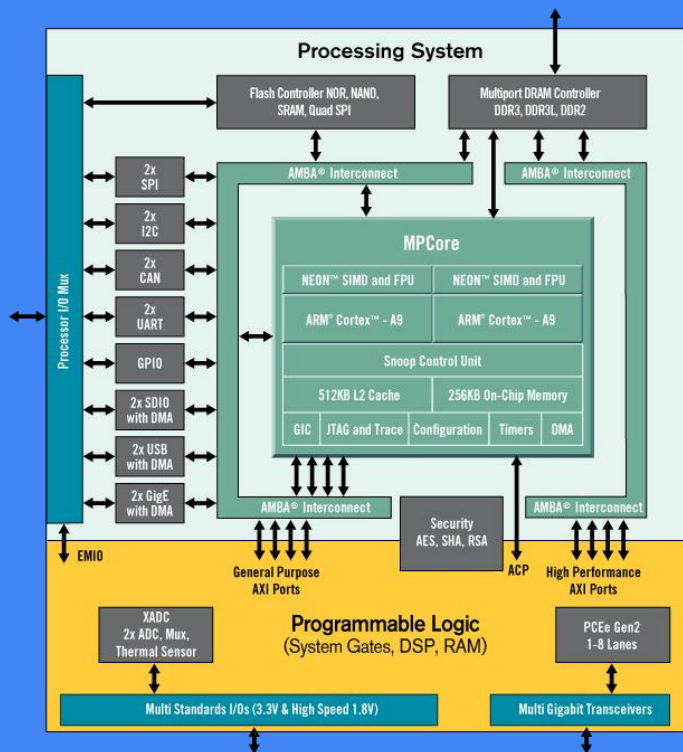 Processing System
Flash Controller NOR, NAND,
SRAM, Quad SPI
Multiport DRAM Controller
DDR3, DDR3L, DDR2
AMBA® Interconnect
AMBA® Interconnect
Processor I/O Mux
2x
SPI
2x
I2C
2x
CAN
2x
UART
GPIO
2x SDIO
with DMA
2x USB
with DMA
2x GigE
with DMA
MPCore
NEON™ SIMD and FPU
NEON™ SIMD and FPU
ARM® Cortex™ - A9
ARM® Cortex™ - A9
Snoop Control Unit
512KB L2 Cache
256KB On-Chip Memory
GIC
JTAG and Trace
Configuration
Timers
DMA
AMBA® Interconnect
AMBA® Interconnect
Security
AES, SHA, RSA
EMIO
General Purpose
AXI Ports
ACP
High Performance
AXI Ports
XADC
2x ADC, Mux,
Thermal Sensor
Programmable Logic
(System Gates, DSP, RAM)
PCEe Gen2
1-8 Lanes
Multi Standards I/Os (3.3V & High Speed 1.8V)
Multi Gigabit Transceivers